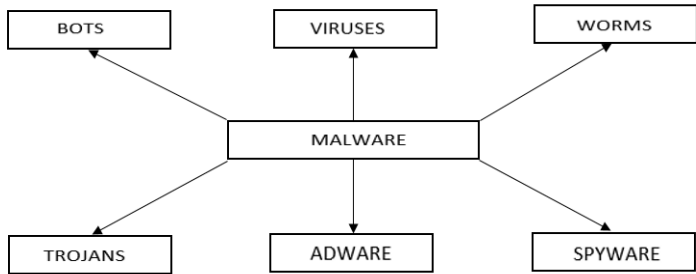 BOTS
VIRUSES
WORMS
MALWARE
TROJANS
ADWARE
SPYWARE